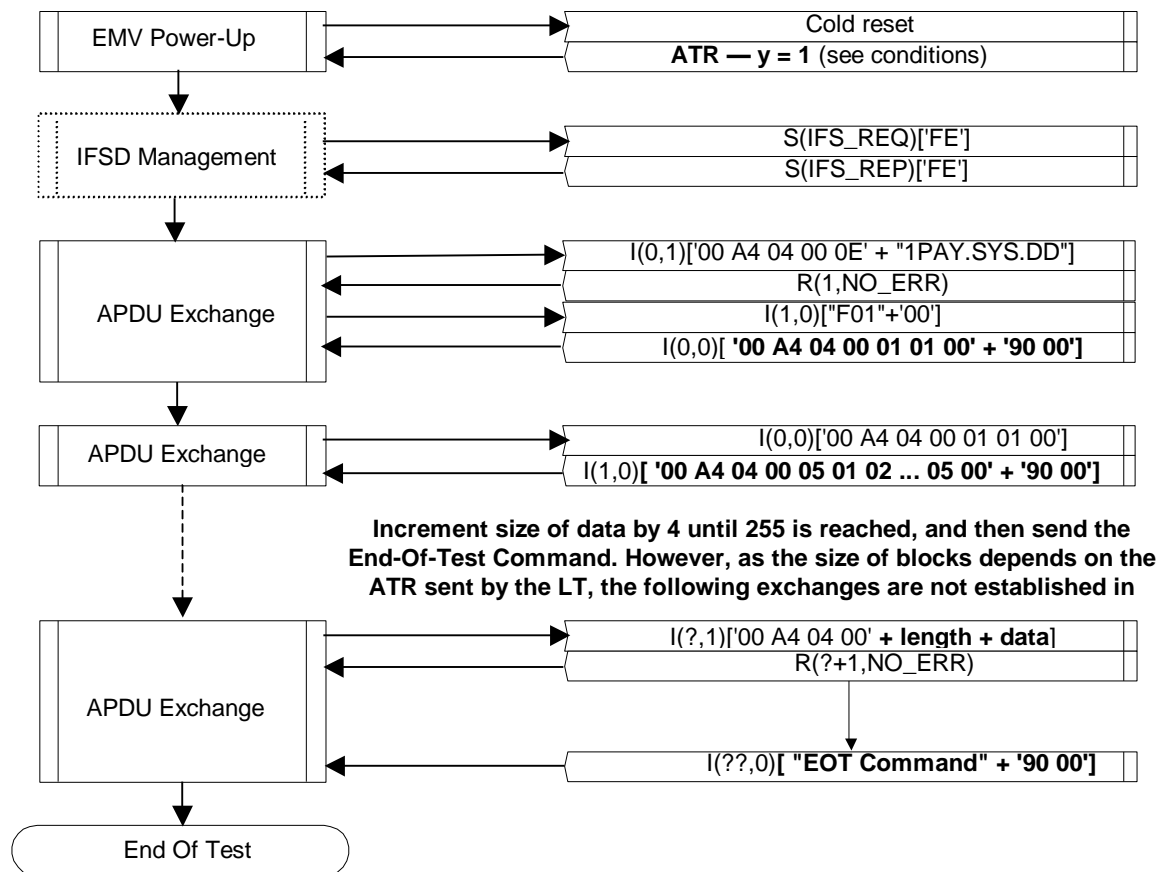 EMV Power-Up
Cold reset
ATR — y = 1 (see conditions)
IFSD Management
S(IFS_REQ)['FE']
S(IFS_REP)['FE']
APDU Exchange
I(0,1)['00 A4 04 00 0E' + "1PAY.SYS.DD"]
R(1,NO_ERR)
I(1,0)["F01"+'00']
I(0,0)[ '00 A4 04 00 01 01 00' + '90 00']
APDU Exchange
I(0,0)['00 A4 04 00 01 01 00']
I(1,0)[ '00 A4 04 00 05 01 02 ... 05 00' + '90 00']
Increment size of data by 4 until 255 is reached, and then send the
End-Of-Test Command. However, as the size of blocks depends on the
ATR sent by the LT, the following exchanges are not established in
APDU Exchange
I(?,1)['00 A4 04 00' + length + data]
R(?+1,NO_ERR)
I(??,0)[ "EOT Command" + '90 00']
End Of Test